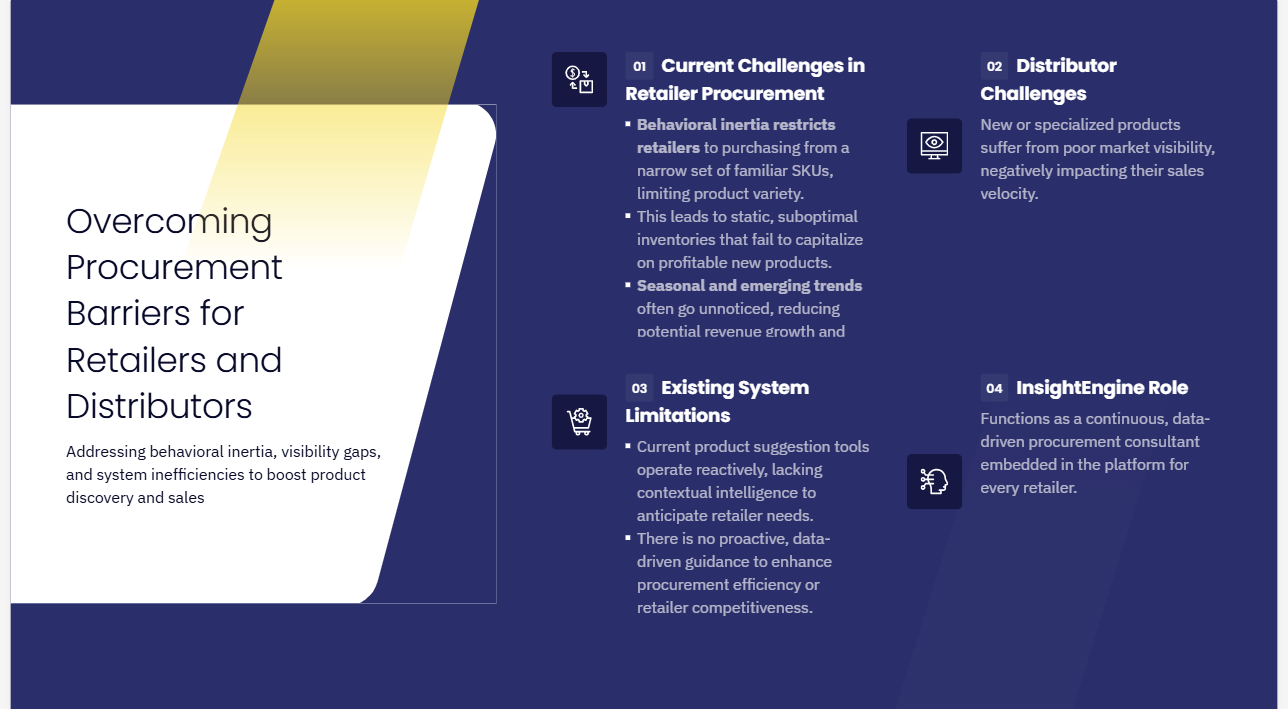 Overcoming
Procurement
Barriers for
Retailers and
Distributors
Addressing behavioral inertia, visibility gaps,
and system inefficiencies to boost product
discovery and sales
01 Current Challenges in
Retailer Procurement
Behavioral inertia restricts
retailers to purchasing from a
narrow set of familiar SKUs,
limiting product variety.
This leads to static, suboptimal
inventories that fail to capitalize
on profitable new products.
Seasonal and emerging trends
often go unnoticed, reducing
potential revenue growth and
02 Distributor
Challenges
New or specialized products
suffer from poor market visibility,
negatively impacting their sales
velocity.
03 Existing System
Limitations
Current product suggestion tools
operate reactively, lacking
contextual intelligence to
anticipate retailer needs.
There is no proactive, data-
driven guidance to enhance
procurement efficiency or
retailer competitiveness.
04 InsightEngine Role
Functions as a continuous, data-
driven procurement consultant
embedded in the platform for
every retailer.